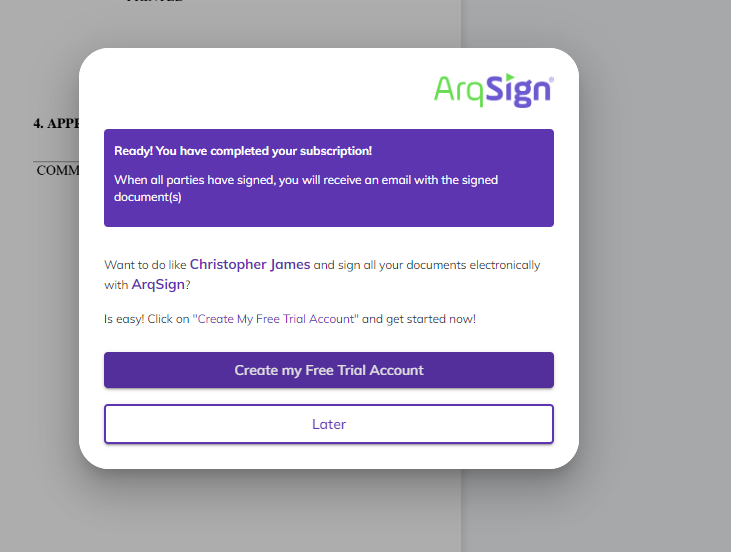 ArqSign®
4. APPR
COMM
Ready! You have completed your subscription!
When all parties have signed, you will receive an email with the signed
document(s)
Want to do like Christopher James and sign all your documents electronically
with ArqSign?
Is easy! Click on "Create My Free Trial Account" and get started now!
Create my Free Trial Account
Later